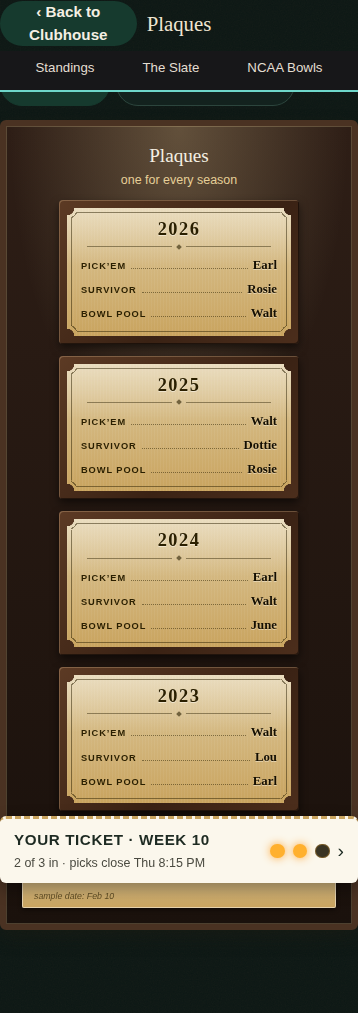 ‹ Back to
Clubhouse
Plaques
Standings
The Slate
NCAA Bowls
Plaques
one for every season
2026
PICK'EM Earl
SURVIVOR Rosie
BOWL POOL Walt
2025
PICK'EM Walt
SURVIVOR Dottie
BOWL POOL Rosie
2024
PICK'EM Earl
SURVIVOR Walt
BOWL POOL June
2023
PICK'EM Walt
SURVIVOR Lou
BOWL POOL Earl
YOUR TICKET · WEEK 10
2 of 3 in · picks close Thu 8:15 PM
›
sample date: Feb 10